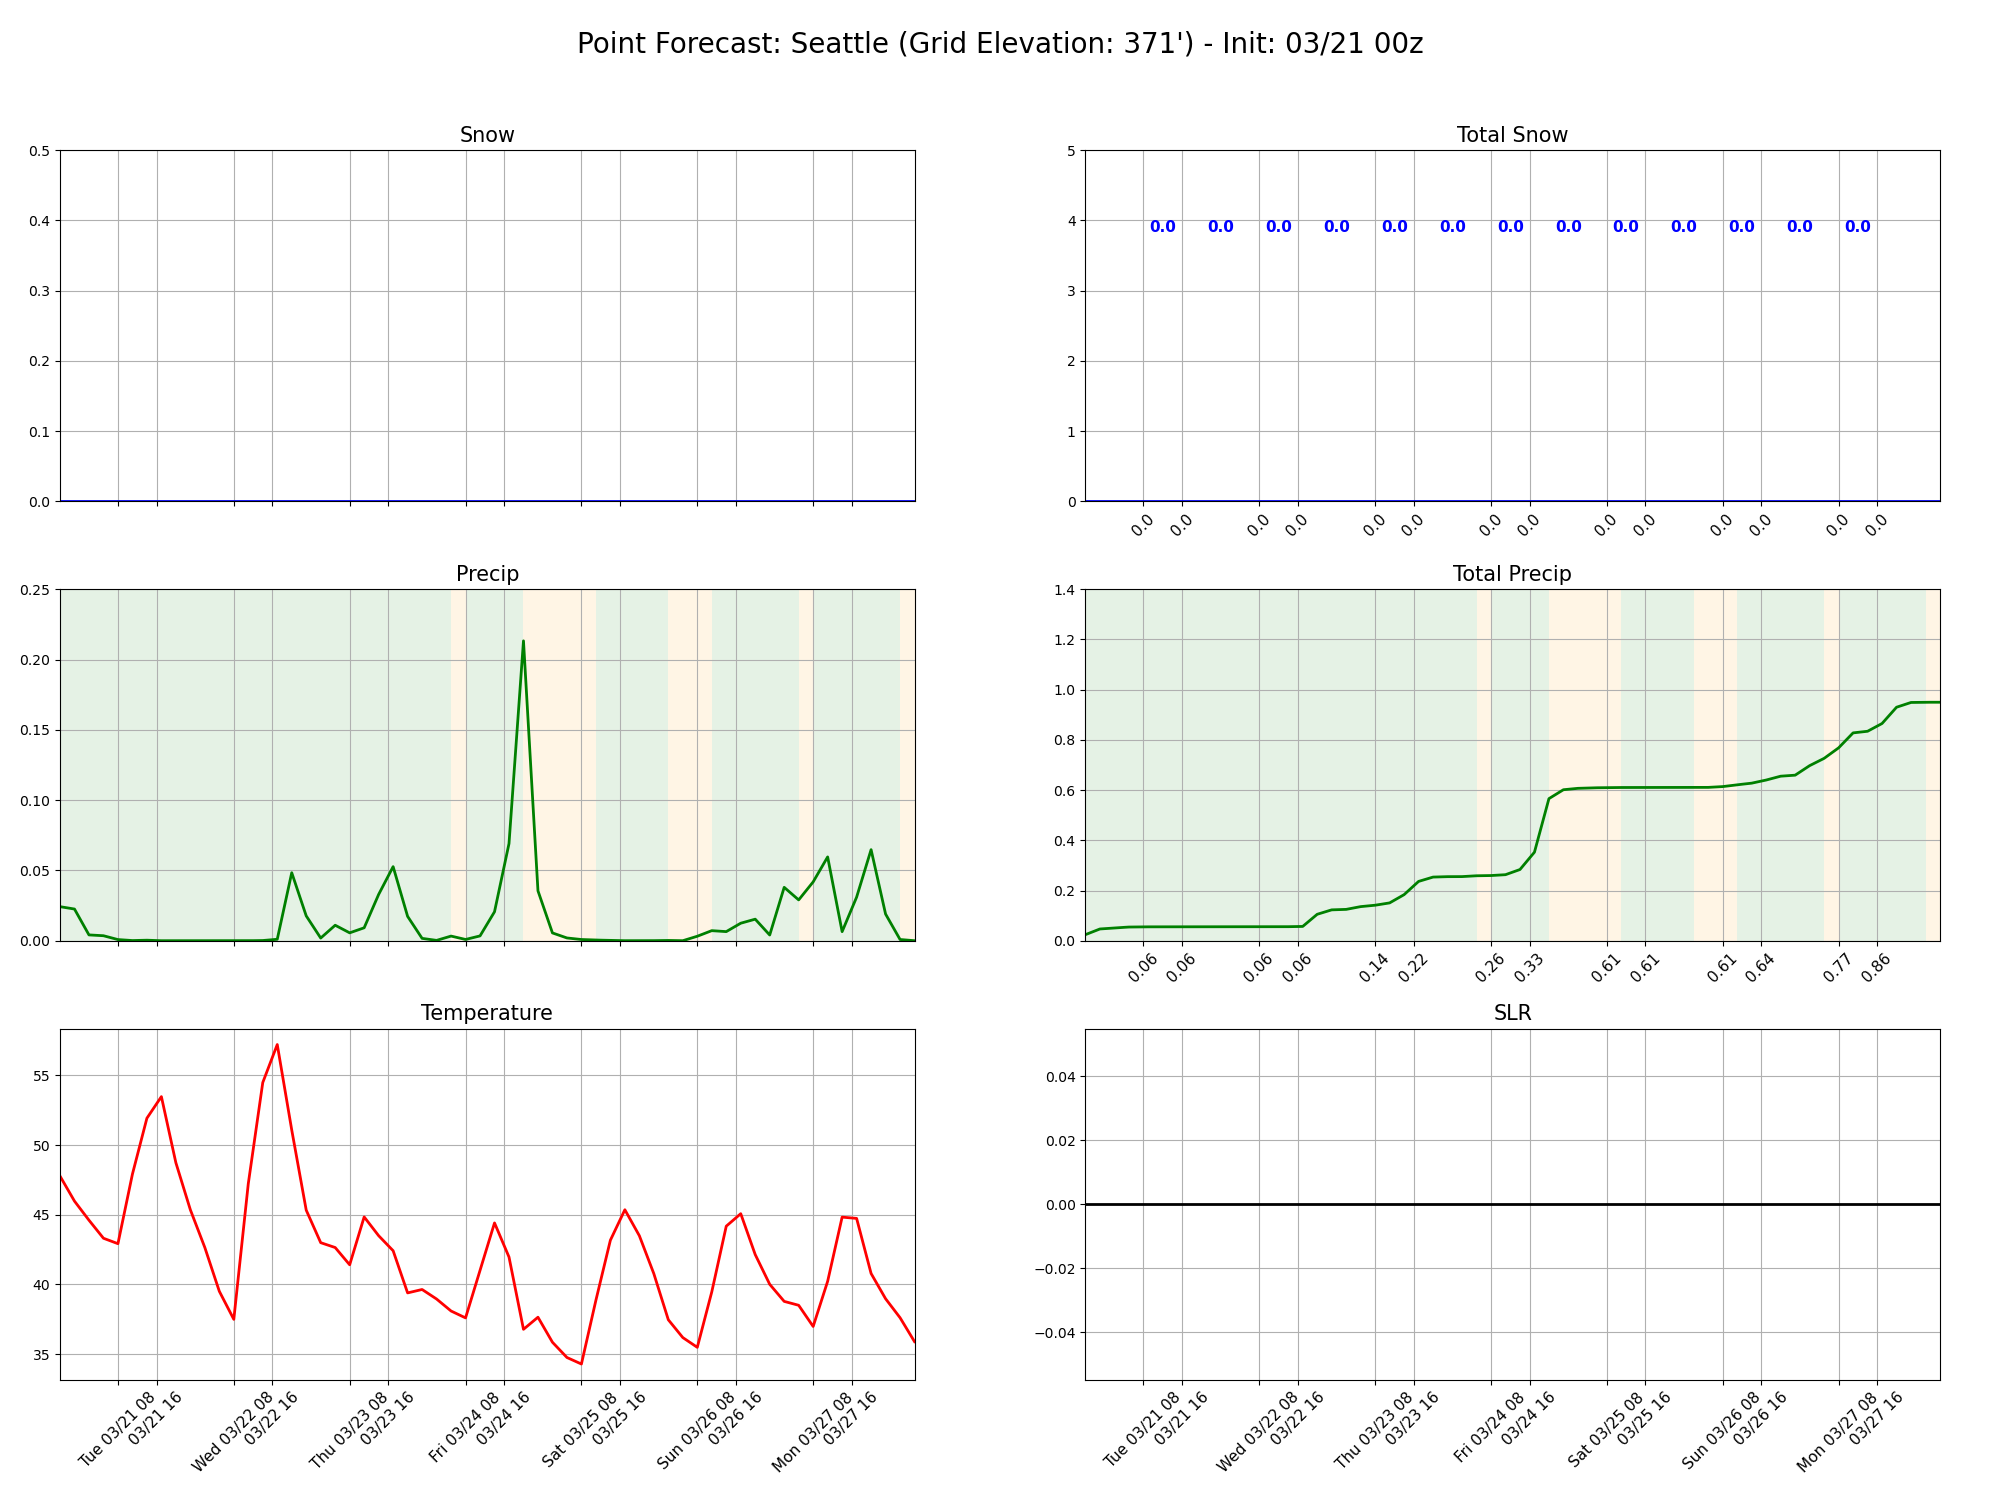 Point Forecast: Seattle (Grid Elevation: 371') - Init: 03/21 00z
Snow
0.5
0.4
0.3
0.2
0.1
0.0
Total Snow
5
4
3
2
1
0
0.0 0.0 0.0 0.0 0.0 0.0 0.0 0.0 0.0 0.0 0.0 0.0 0.0
0.0 0.0 0.0 0.0 0.0 0.0 0.0 0.0 0.0 0.0 0.0 0.0 0.0 0.0
Precip
0.25
0.20
0.15
0.10
0.05
0.00
Total Precip
1.4
1.2
1.0
0.8
0.6
0.4
0.2
0.0
0.06 0.06 0.06 0.06 0.14 0.22 0.26 0.33 0.61 0.61 0.61 0.64 0.77 0.86
Temperature
55
50
45
40
35
Tue 03/21 08
03/21 16
Wed 03/22 08
03/22 16
Thu 03/23 08
03/23 16
Fri 03/24 08
03/24 16
Sat 03/25 08
03/25 16
Sun 03/26 08
03/26 16
Mon 03/27 08
03/27 16
SLR
0.04
0.02
0.00
−0.02
−0.04
Tue 03/21 08
03/21 16
Wed 03/22 08
03/22 16
Thu 03/23 08
03/23 16
Fri 03/24 08
03/24 16
Sat 03/25 08
03/25 16
Sun 03/26 08
03/26 16
Mon 03/27 08
03/27 16